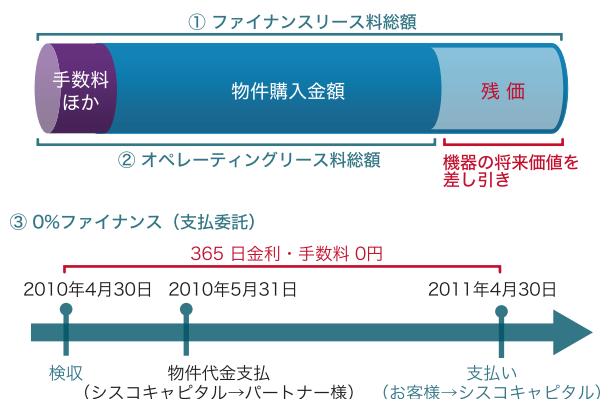 ① ファイナンスリース料総額
手数料
ほか
物件購入金額
残 価
② オペレーティングリース料総額
機器の将来価値を
差し引き
③ 0%ファイナンス（支払委託）
365 日金利・手数料 0円
2010年4月30日 2010年5月31日 2011年4月30日
検収 物件代金支払 支払い
（シスコキャピタル→パートナー様） （お客様→シスコキャピタル）